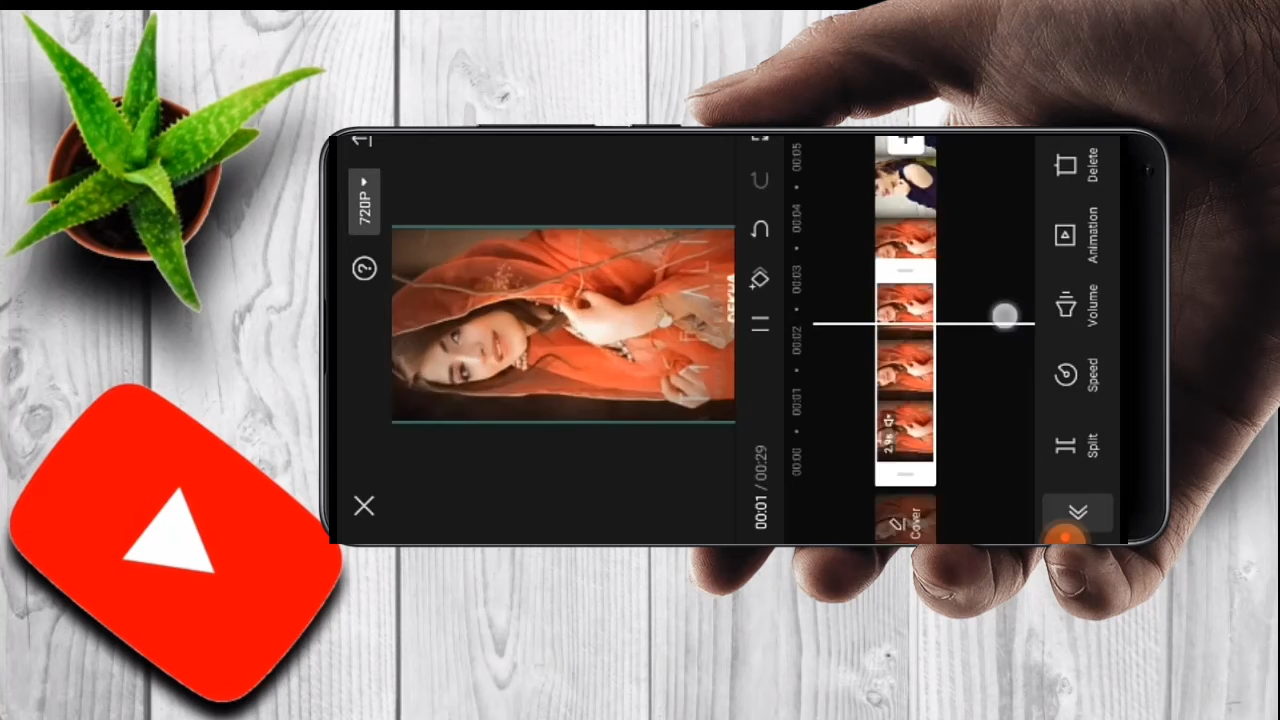 720P
00:01 / 00:29
00:00 • 00:01 • 00:02 • 00:03 • 00:04 • 00:05
2.9s
Cover
Split
Speed
Volume
Animation
Delete